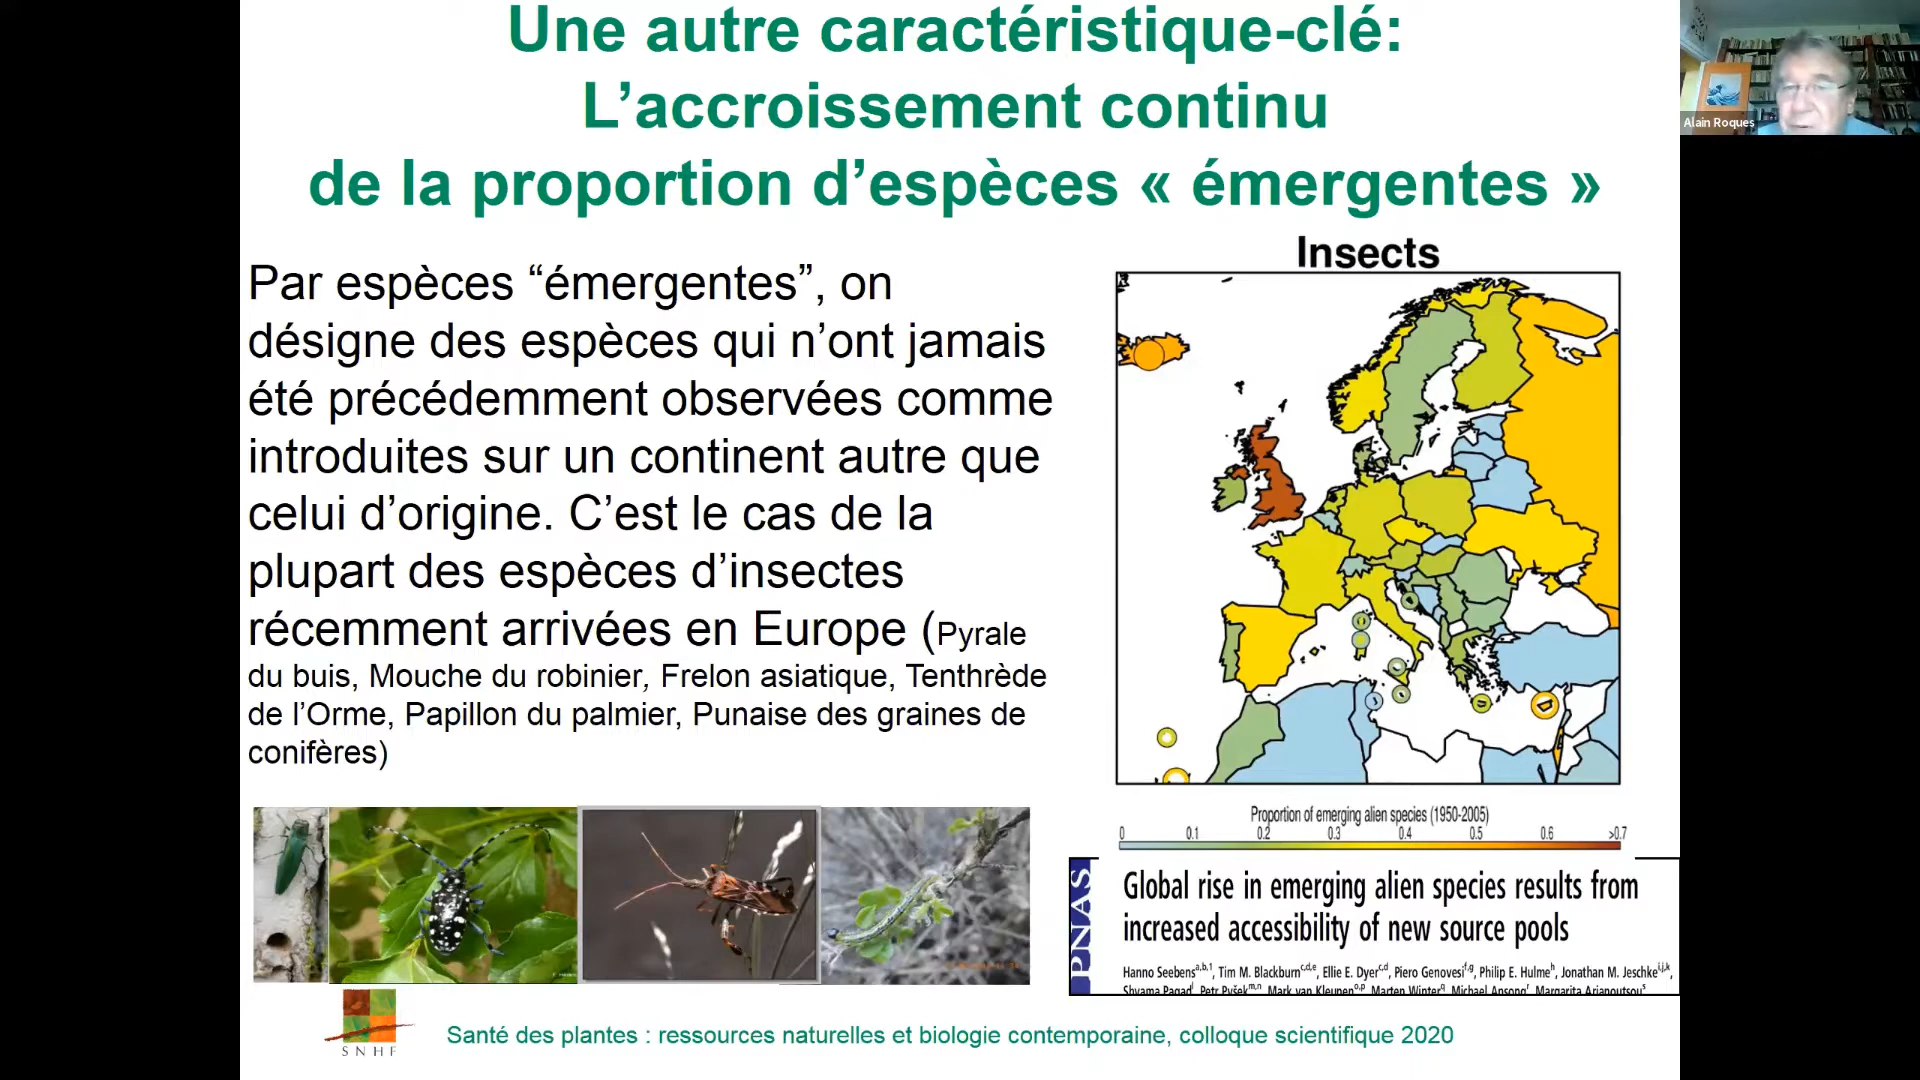 Une autre caractéristique-clé:
L’accroissement continu
de la proportion d’espèces « émergentes »
Alain Roques
Par espèces “émergentes”, on
désigne des espèces qui n’ont jamais
été précédemment observées comme
introduites sur un continent autre que
celui d’origine. C’est le cas de la
plupart des espèces d’insectes
récemment arrivées en Europe (Pyrale
du buis, Mouche du robinier, Frelon asiatique, Tenthrède
de l’Orme, Papillon du palmier, Punaise des graines de
conifères)
Insects
Proportion of emerging alien species (1950-2005)
0 0.1 0.2 0.3 0.4 0.5 0.6 >0.7
PNAS
Global rise in emerging alien species results from
increased accessibility of new source pools
Hanno Seebens a,b,1, Tim M. Blackburn c,d,e, Ellie E. Dyer c,d, Piero Genovesi f,g, Philip E. Hulme h, Jonathan M. Jeschke i,j,k,
Shyama Pagad l, Petr Pyšek m,n, Mark van Kleunen o,p, Marten Winter q, Michael Ansong r, Margarita Arianoutsou s
SNHF
Santé des plantes : ressources naturelles et biologie contemporaine, colloque scientifique 2020